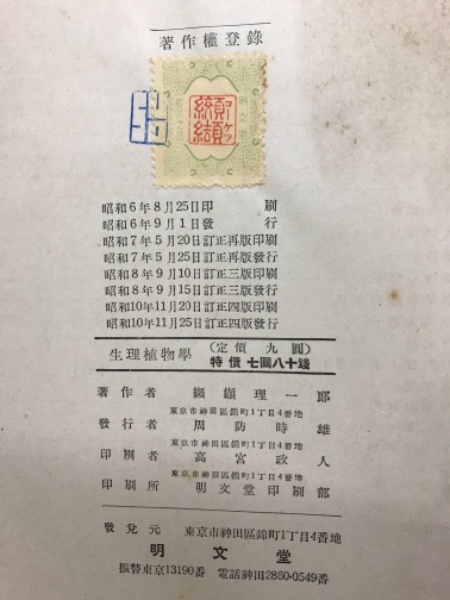 著作權登錄
纐纈
昭和6年8月25日印刷
昭和6年9月1日發行
昭和7年5月20日訂正再版印刷
昭和7年5月25日訂正再版發行
昭和8年9月10日訂正三版印刷
昭和8年9月15日訂正三版發行
昭和10年11月20日訂正四版印刷
昭和10年11月25日訂正四版發行
生理植物學 (定價九圓)
特價七圓八十錢
著作者 纐纈理一郎
東京市神田區錦町1丁目4番地
發行者 周防時雄
東京市神田區錦町1丁目4番地
印刷者 高宮政人
東京市神田區錦町1丁目4番地
印刷所 明文堂印刷部
發兌元 東京市神田區錦町1丁目4番地
明文堂
振替東京13190番 電話神田2860・0549番